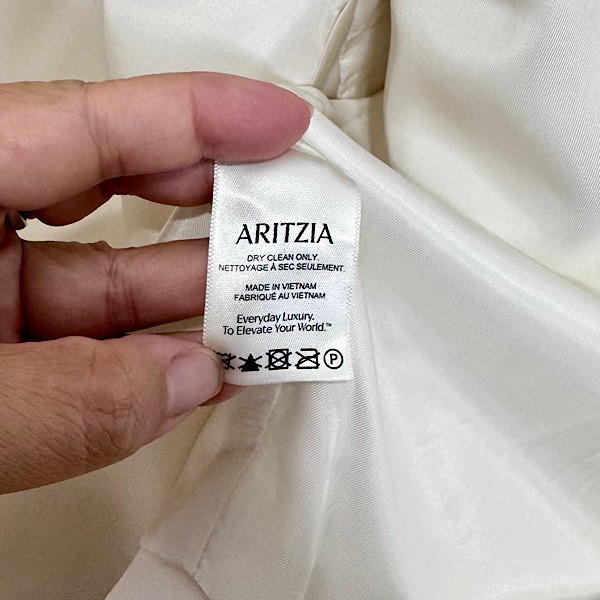 ARITZIA
DRY CLEAN ONLY.
NETTOYAGE À SEC SEULEMENT.
MADE IN VIETNAM
FABRIQUÉ AU VIETNAM
Everyday Luxury.
To Elevate Your World.™
P